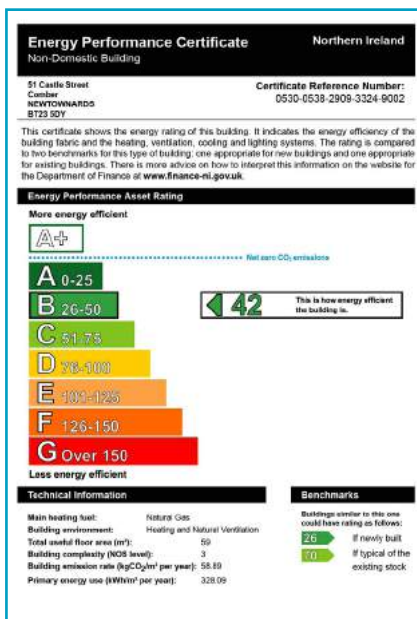 Energy Performance Certificate
Northern Ireland
Non-Domestic Building
51 Castle Street
Comber
NEWTOWNARDS
BT23 5DY
Certificate Reference Number:
0530-0538-2909-3324-9002
This certificate shows the energy rating of this building. It indicates the energy efficiency of the
building fabric and the heating, ventilation, cooling and lighting systems. The rating is compared
to two benchmarks for this type of building: one appropriate for new buildings and one appropriate
for existing buildings. There is more advice on how to interpret this information on the website for
the Department of Finance at www.finance-ni.gov.uk.
Energy Performance Asset Rating
More energy efficient
A+
Net zero CO₂ emissions
A 0-25
B 26-50
42 This is how energy efficient
the building is.
C 51-75
D 76-100
E 101-125
F 126-150
G Over 150
Less energy efficient
Technical Information
Main heating fuel: Natural Gas
Building environment: Heating and Natural Ventilation
Total useful floor area (m²): 59
Building complexity (NOS level): 3
Building emission rate (kgCO₂/m² per year): 58.89
Primary energy use (kWh/m² per year): 328.09
Benchmarks
Buildings similar to this one
could have rating as follows:
26 If newly built
70 If typical of the
existing stock